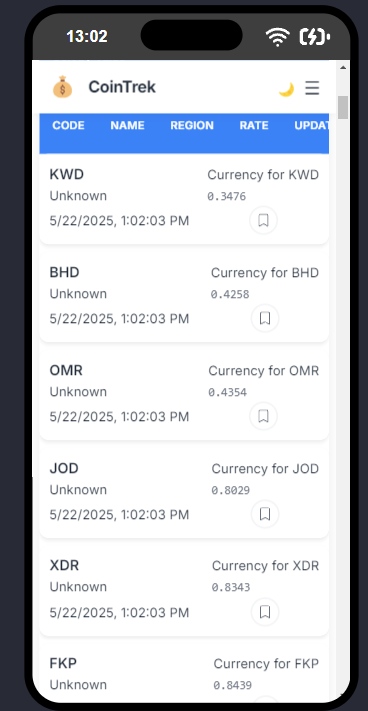 13:02
CoinTrek
CODE NAME REGION RATE UPDAT
KWD Currency for KWD
Unknown 0.3476
5/22/2025, 1:02:03 PM
BHD Currency for BHD
Unknown 0.4258
5/22/2025, 1:02:03 PM
OMR Currency for OMR
Unknown 0.4354
5/22/2025, 1:02:03 PM
JOD Currency for JOD
Unknown 0.8029
5/22/2025, 1:02:03 PM
XDR Currency for XDR
Unknown 0.8343
5/22/2025, 1:02:03 PM
FKP Currency for FKP
Unknown 0.8439